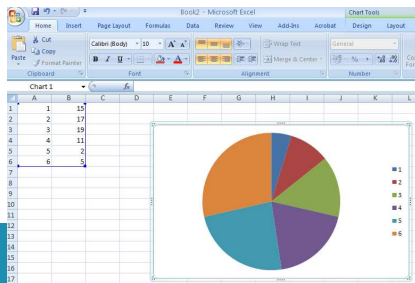 Book2 - Microsoft Excel
Chart Tools
Home Insert Page Layout Formulas Data Review View Add-Ins Acrobat Design Layout
Cut
Copy
Format Painter
Paste
Calibri (Body) 10
Wrap Text
Merge & Center
General
Clipboard Font Alignment Number
Chart 1 fx
A B C D E F G H I J K L
1 1 15
2 2 17
3 3 19
4 4 11
5 5 2
6 6 5
7
8
9
10
11
12
13
14
15
16
17
1
2
3
4
5
6